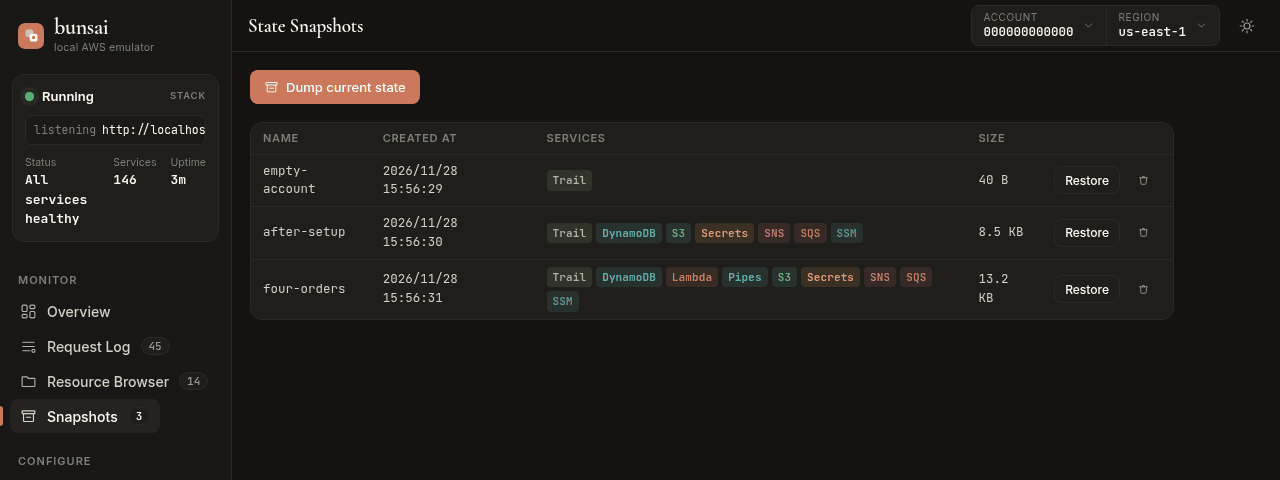 bunsai
local AWS emulator
Running STACK
listening http://localhos
Status Services Uptime
All services healthy 146 3m
MONITOR
Overview
Request Log 45
Resource Browser 14
Snapshots 3
CONFIGURE
State Snapshots
ACCOUNT
000000000000
REGION
us-east-1
Dump current state
NAME CREATED AT SERVICES SIZE
empty-account 2026/11/28 15:56:29 Trail 40 B Restore
after-setup 2026/11/28 15:56:30 Trail DynamoDB S3 Secrets SNS SQS SSM 8.5 KB Restore
four-orders 2026/11/28 15:56:31 Trail DynamoDB Lambda Pipes S3 Secrets SNS SQS SSM 13.2 KB Restore